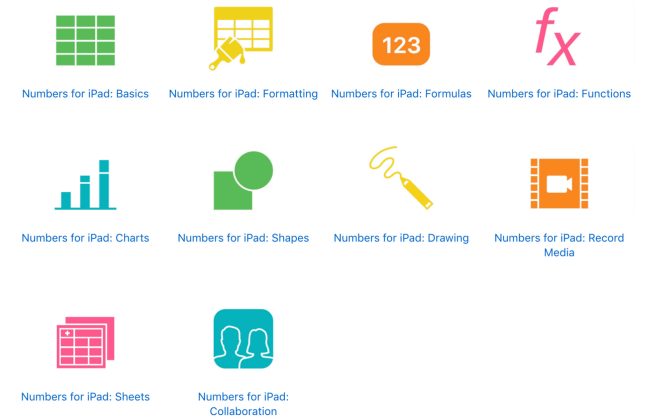 123
fx
Numbers for iPad: Basics
Numbers for iPad: Formatting
Numbers for iPad: Formulas
Numbers for iPad: Functions
Numbers for iPad: Charts
Numbers for iPad: Shapes
Numbers for iPad: Drawing
Numbers for iPad: Record
Media
Numbers for iPad: Sheets
Numbers for iPad:
Collaboration